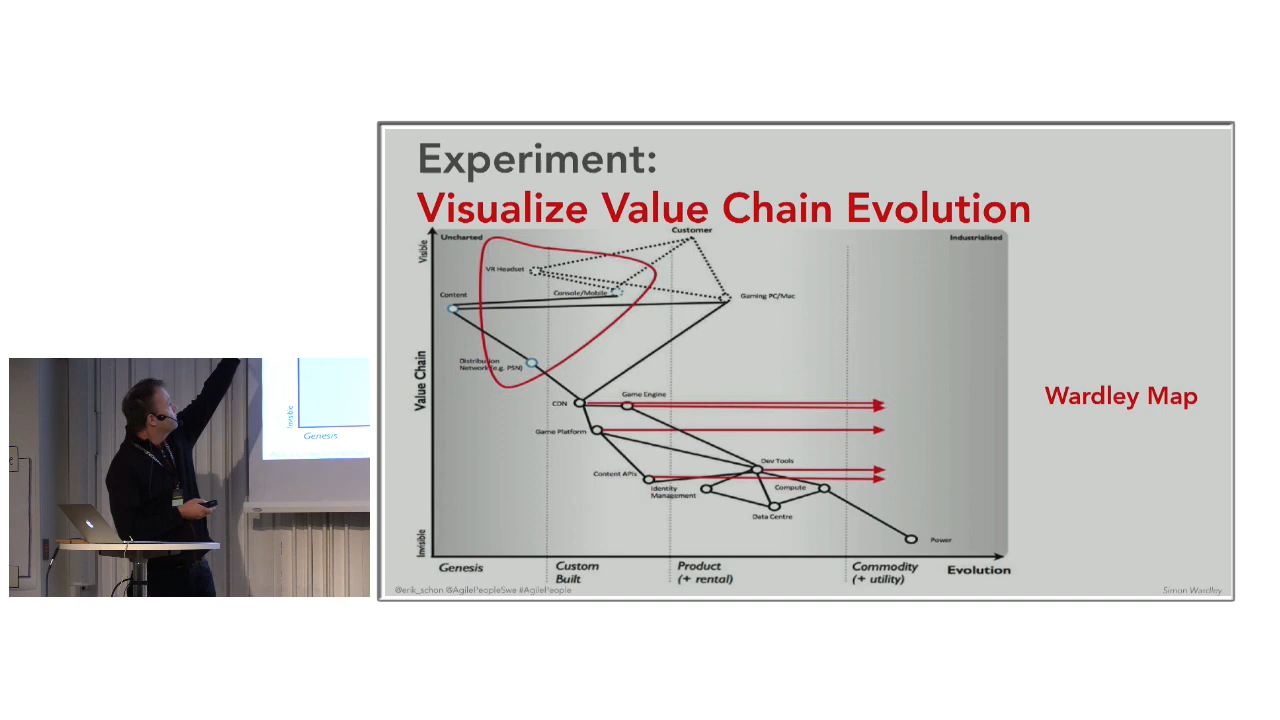 Experiment:
Visualize Value Chain Evolution
Customer
Visible
Uncharted
Industrialised
VR Headset
Content
Console/Mobile
Gaming PC/Mac
Value Chain
Distribution
Network (e.g. PSN)
CDN
Game Engine
Game Platform
Dev Tools
Content APIs
Identity
Management
Compute
Data Centre
Power
Invisible
Genesis
Custom
Built
Product
(+ rental)
Commodity
(+ utility)
Evolution
Wardley Map
@erik_schon @AgilePeopleSwe #AgilePeople
Simon Wardley
Invisible
Genesis